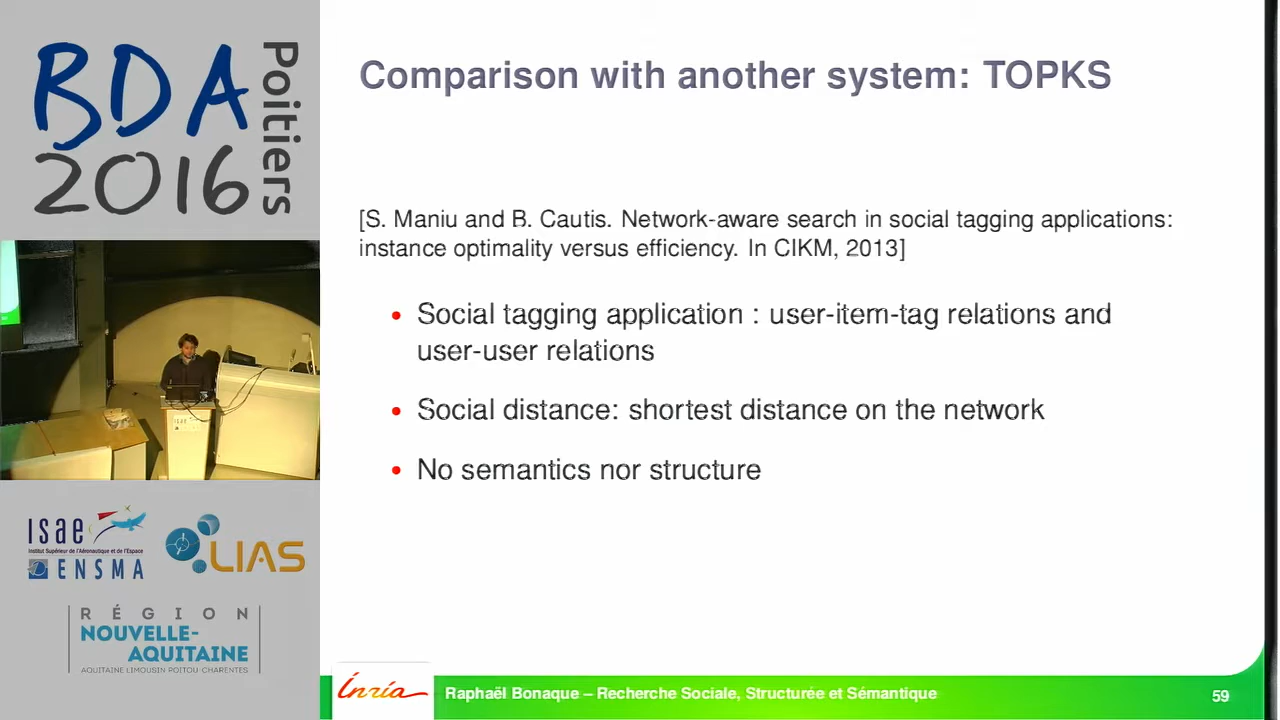 BDA
2016
Poitiers
isae
Institut Supérieur de l'Aéronautique et de l'Espace
ENSMA
LIAS
RÉGION
NOUVELLE-
AQUITAINE
AQUITAINE LIMOUSIN POITOU-CHARENTES
Comparison with another system: TOPKS
[S. Maniu and B. Cautis. Network-aware search in social tagging applications:
instance optimality versus efficiency. In CIKM, 2013]
• Social tagging application : user-item-tag relations and
user-user relations
• Social distance: shortest distance on the network
• No semantics nor structure
Inria
Raphaël Bonaque – Recherche Sociale, Structurée et Sémantique
59